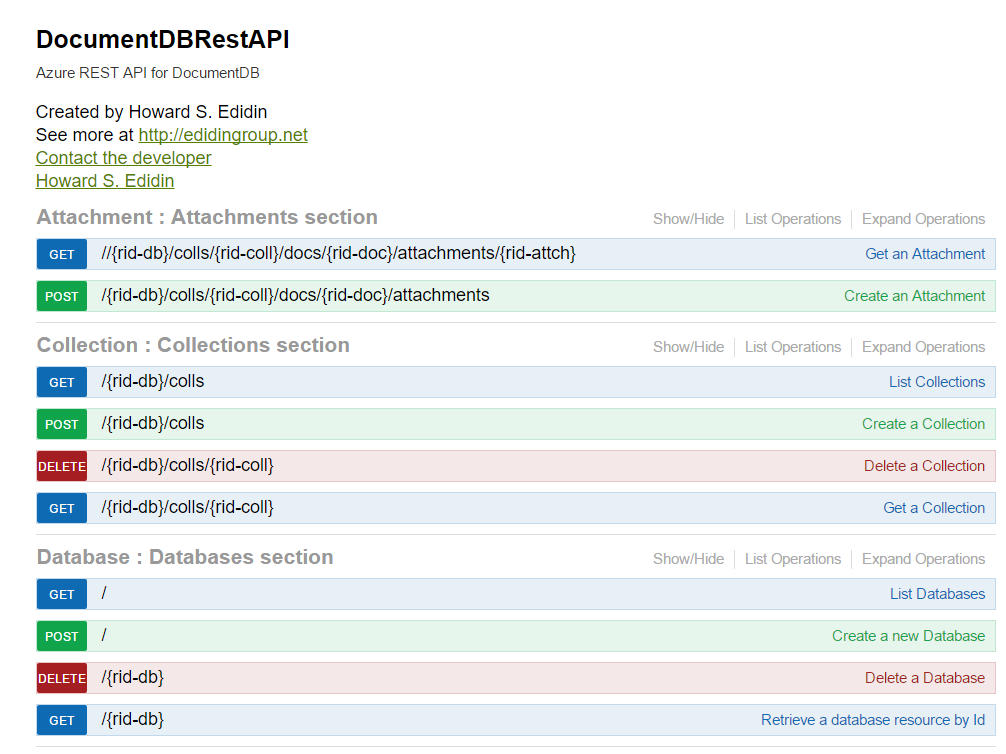 DocumentDBRestAPI
Azure REST API for DocumentDB
Created by Howard S. Edidin
See more at http://edidingroup.net
Contact the developer
Howard S. Edidin
Attachment : Attachments section Show/Hide List Operations Expand Operations
GET //{rid-db}/colls/{rid-coll}/docs/{rid-doc}/attachments/{rid-attch} Get an Attachment
POST /{rid-db}/colls/{rid-coll}/docs/{rid-doc}/attachments Create an Attachment
Collection : Collections section Show/Hide List Operations Expand Operations
GET /{rid-db}/colls List Collections
POST /{rid-db}/colls Create a Collection
DELETE /{rid-db}/colls/{rid-coll} Delete a Collection
GET /{rid-db}/colls/{rid-coll} Get a Collection
Database : Databases section Show/Hide List Operations Expand Operations
GET / List Databases
POST / Create a new Database
DELETE /{rid-db} Delete a Database
GET /{rid-db} Retrieve a database resource by Id